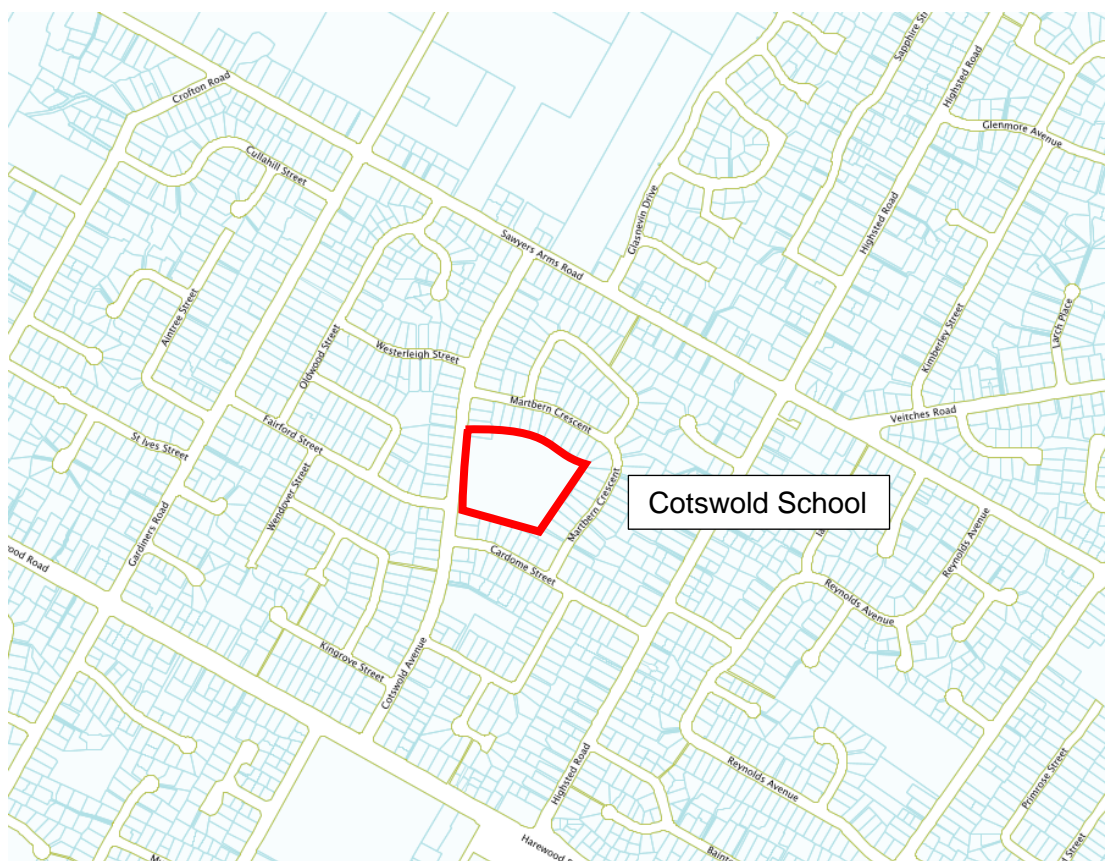 Sapphire
Highsted Road
Crofton Road
Glenmore Avenue
Cullahill Street
Glasnevin Drive
Highsted Road
Sawyers Arms Road
Aintree Street
Larch Place
Kimberley Street
Oldwood Street
Westerleigh Street
Martbern Crescent
Veitches Road
Fairford Street
St Ives Street
Wendover Street
Martbern Crescent
Cotswold School
Gardiners Road
Cardome Street
Reynolds Avenue
Reynolds Avenue
Road
Kingrove Street
Cotswold Avenue
Highsted Road
Reynolds Avenue
Primrose Street
Harewood
Street